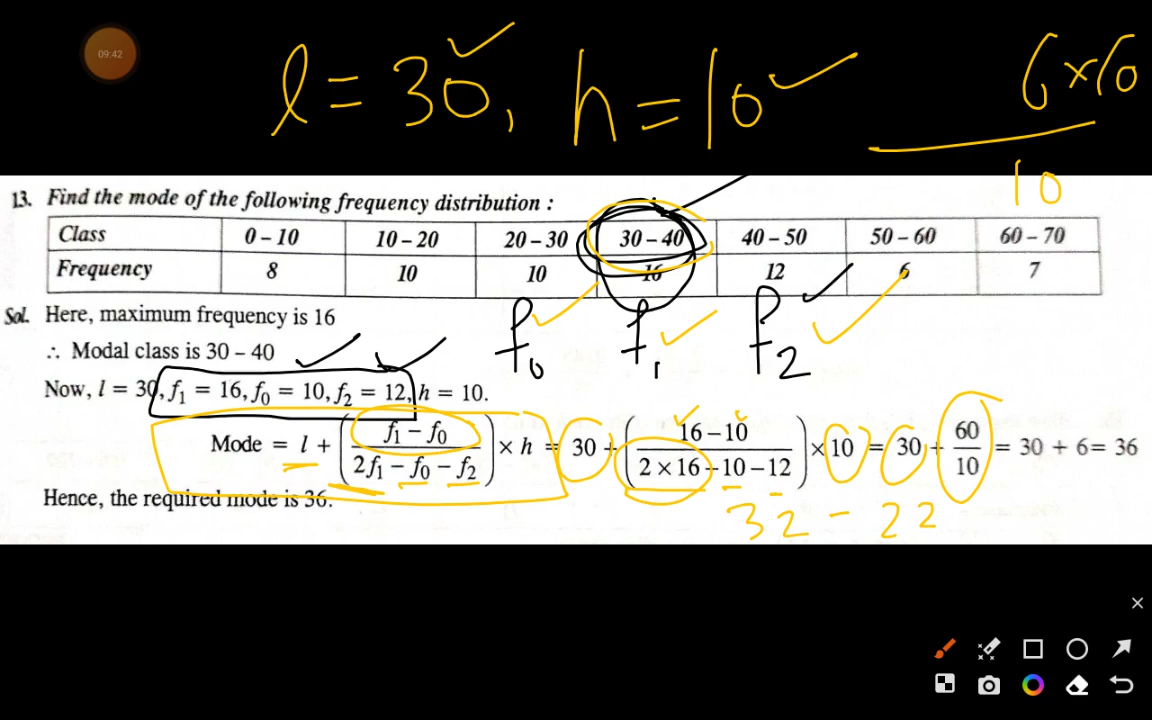 09:42
l = 30, h = 10
6×10
10
13. Find the mode of the following frequency distribution :
Class 0 – 10 10 – 20 20 – 30 30 – 40 40 – 50 50 – 60 60 – 70
Frequency 8 10 10 16 12 6 7
f₀ f₁ f₂
Sol. Here, maximum frequency is 16
∴ Modal class is 30 – 40
Now, l = 30, f₁ = 16, f₀ = 10, f₂ = 12, h = 10.
Mode = l + ( (f₁ – f₀) / (2f₁ – f₀ – f₂) ) × h = 30 + ( (16 – 10) / (2 × 16 – 10 – 12) ) × 10 = 30 + 60/10 = 30 + 6 = 36
32 – 22
Hence, the required mode is 36.